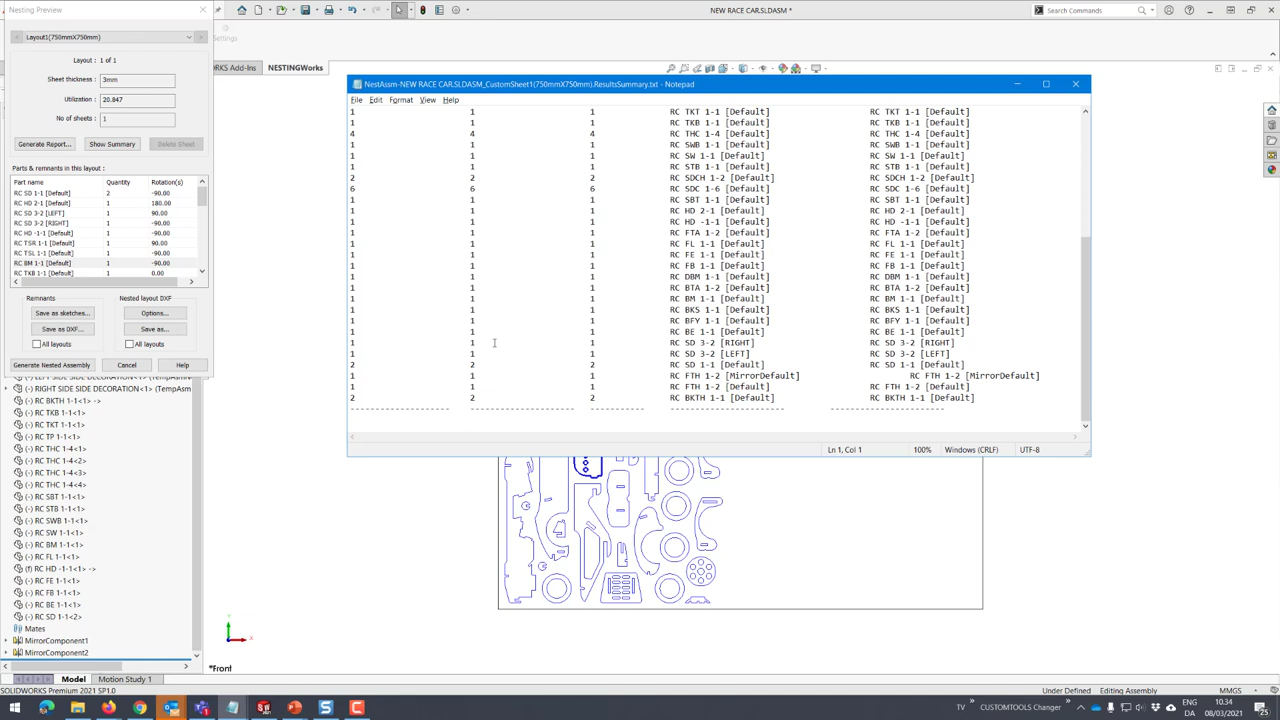 Nesting Preview
NEW RACE CAR.SLDASM *
Search Commands
Layout1(750mmX750mm)
Settings
Layout : 1 of 1
RKS Add-Ins
NESTINGWorks
Sheet thickness :
3mm
Utilization :
20.847
No of sheets :
1
Generate Report...
Show Summary
Delete Sheet
Parts & remnants in this layout :
Part name Quantity Rotation(s)
RC SD 1-1 [Default] 2 -90.00
RC HD 2-1 [Default] 1 180.00
RC SD 3-2 [LEFT] 1 90.00
RC SD 3-2 [RIGHT] 1 -90.00
RC HD -1-1 [Default] 1 -90.00
RC TSR 1-1 [Default] 1 90.00
RC TSL 1-1 [Default] 1 -90.00
RC BM 1-1 [Default] 1 -90.00
RC TKB 1-1 [Default] 1 0.00
Remnants
Nested layout DXF
Save as sketches...
Options...
Save as DXF...
Save as...
All layouts
All layouts
Generate Nested Assembly
Cancel
Help
NestAssm-NEW RACE CAR.SLDASM_CustomSheet1(750mmX750mm).ResultsSummary.txt - Notepad
File Edit Format View Help
1 1 1 RC TKT 1-1 [Default] RC TKT 1-1 [Default]
1 1 1 RC TKB 1-1 [Default] RC TKB 1-1 [Default]
4 4 4 RC THC 1-4 [Default] RC THC 1-4 [Default]
1 1 1 RC SWB 1-1 [Default] RC SWB 1-1 [Default]
1 1 1 RC SW 1-1 [Default] RC SW 1-1 [Default]
1 1 1 RC STB 1-1 [Default] RC STB 1-1 [Default]
2 2 2 RC SDCH 1-2 [Default] RC SDCH 1-2 [Default]
6 6 6 RC SDC 1-6 [Default] RC SDC 1-6 [Default]
1 1 1 RC SBT 1-1 [Default] RC SBT 1-1 [Default]
1 1 1 RC HD 2-1 [Default] RC HD 2-1 [Default]
1 1 1 RC HD -1-1 [Default] RC HD -1-1 [Default]
1 1 1 RC FTA 1-2 [Default] RC FTA 1-2 [Default]
1 1 1 RC FL 1-1 [Default] RC FL 1-1 [Default]
1 1 1 RC FE 1-1 [Default] RC FE 1-1 [Default]
1 1 1 RC FB 1-1 [Default] RC FB 1-1 [Default]
1 1 1 RC DBM 1-1 [Default] RC DBM 1-1 [Default]
1 1 1 RC BTA 1-2 [Default] RC BTA 1-2 [Default]
1 1 1 RC BM 1-1 [Default] RC BM 1-1 [Default]
1 1 1 RC BKS 1-1 [Default] RC BKS 1-1 [Default]
1 1 1 RC BFY 1-1 [Default] RC BFY 1-1 [Default]
1 1 1 RC BE 1-1 [Default] RC BE 1-1 [Default]
1 1 1 RC SD 3-2 [RIGHT] RC SD 3-2 [RIGHT]
1 1 1 RC SD 3-2 [LEFT] RC SD 3-2 [LEFT]
2 2 2 RC SD 1-1 [Default] RC SD 1-1 [Default]
1 1 1 RC FTH 1-2 [MirrorDefault] RC FTH 1-2 [MirrorDefault]
1 1 1 RC FTH 1-2 [Default] RC FTH 1-2 [Default]
2 2 2 RC BKTH 1-1 [Default] RC BKTH 1-1 [Default]
-------------------- --------------------- ----------- ----------------------- -----------------------
Ln 1, Col 1 100% Windows (CRLF) UTF-8
(-) RIGHT SIDE SIDE DECORATION<1> (TempAsm
(-) RC BKTH 1-1<1>
(-) RC TKB 1-1<1>
(-) RC TKT 1-1<1>
(-) RC TP 1-1<1>
(-) RC THC 1-4<1>
(-) RC THC 1-4<2>
(-) RC THC 1-4<3>
(-) RC THC 1-4<4>
(-) RC SBT 1-1<1>
(-) RC STB 1-1<1>
(-) RC SWB 1-1<1>
(-) RC SW 1-1<1>
(-) RC BM 1-1<1>
(-) RC FL 1-1<1>
(f) RC HD -1-1<1> ->
(-) RC FE 1-1<1>
(-) RC FB 1-1<1>
(-) RC BE 1-1<1>
(-) RC SD 1-1<2>
Mates
MirrorComponent1
MirrorComponent2
*Front
Model
Motion Study 1
SOLIDWORKS Premium 2021 SP1.0
Under Defined
Editing Assembly
MMGS
TV
CUSTOMTOOLS Changer
ENG
DA
10.34
08/03/2021
25